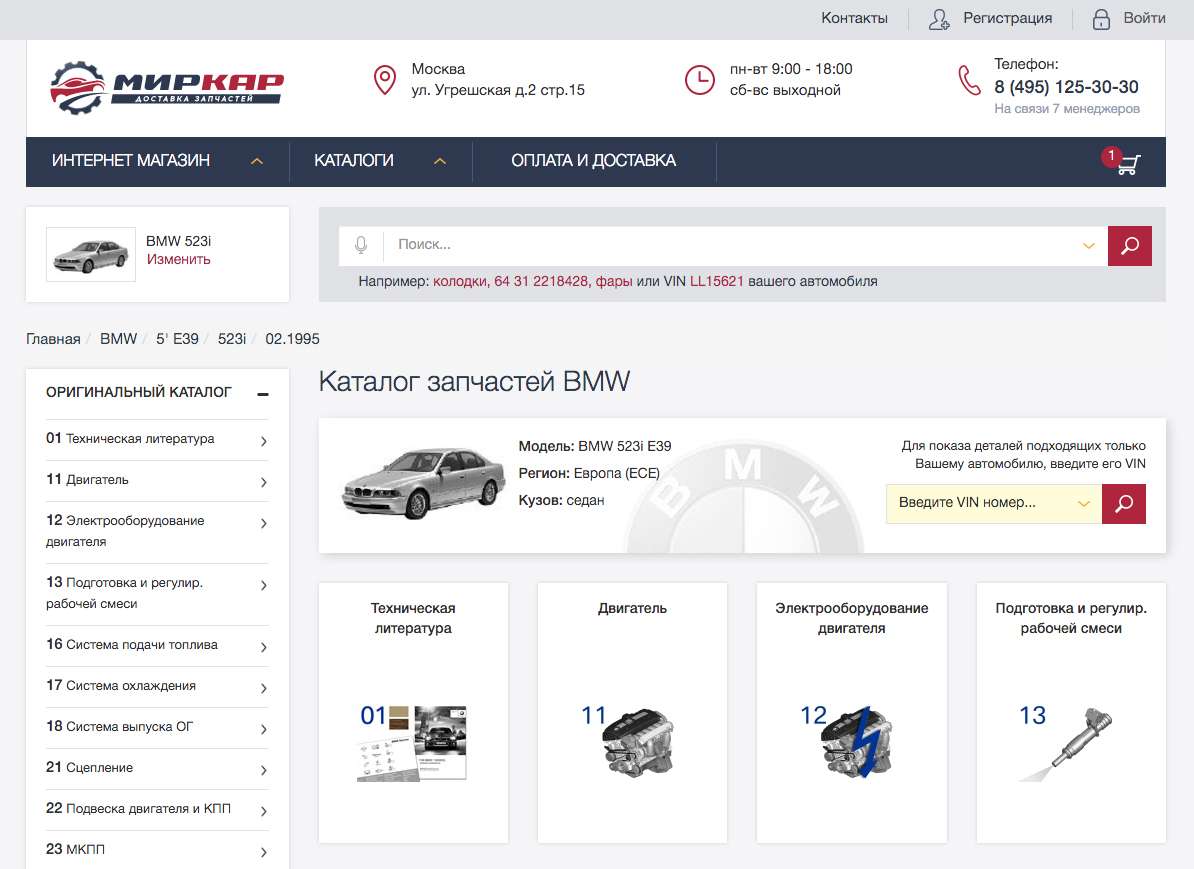 Контакты
Регистрация
Войти
МИРКАР
ДОСТАВКА ЗАПЧАСТЕЙ
Москва
ул. Угрешская д.2 стр.15
пн-вт 9:00 - 18:00
сб-вс выходной
Телефон:
8 (495) 125-30-30
На связи 7 менеджеров
ИНТЕРНЕТ МАГАЗИН
КАТАЛОГИ
ОПЛАТА И ДОСТАВКА
1
BMW 523i
Изменить
Поиск...
Например: колодки, 64 31 2218428, фары или VIN LL15621 вашего автомобиля
Главная / BMW / 5' E39 / 523i / 02.1995
ОРИГИНАЛЬНЫЙ КАТАЛОГ
01 Техническая литература
11 Двигатель
12 Электрооборудование
двигателя
13 Подготовка и регулир.
рабочей смеси
16 Система подачи топлива
17 Система охлаждения
18 Система выпуска ОГ
21 Сцепление
22 Подвеска двигателя и КПП
23 МКПП
Каталог запчастей BMW
Модель: BMW 523i E39
Регион: Европа (ECE)
Кузов: седан
BMW
Для показа деталей подходящих только
Вашему автомобилю, введите его VIN
Введите VIN номер...
Техническая
литература
01
Двигатель
11
Электрооборудование
двигателя
12
Подготовка и регулир.
рабочей смеси
13